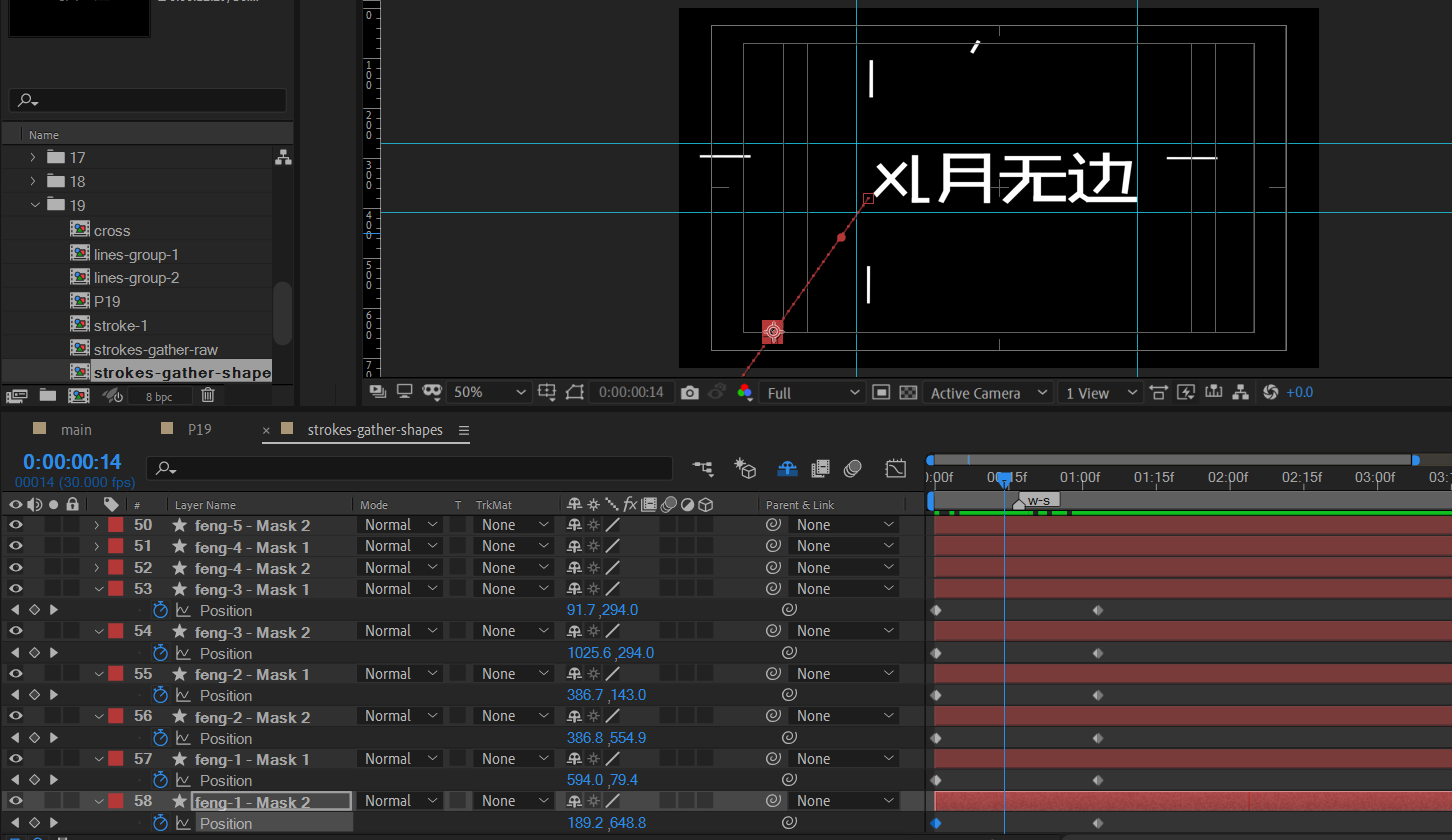 Name
17
18
19
cross
lines-group-1
lines-group-2
P19
stroke-1
strokes-gather-raw
strokes-gather-shape
8 bpc
0
100
200
300
400
500
600
7
月无边
50%
0:00:00:14
Full
Active Camera
1 View
+0.0
main
P19
× strokes-gather-shapes
0:00:00:14
00014 (30.000 fps)
:00f 00:15f 01:00f 01:15f 02:00f 02:15f 03:00f 03:1
w-s
# Layer Name Mode T TrkMat fx Parent & Link
50 feng-5 - Mask 2 Normal None None
51 feng-4 - Mask 1 Normal None None
52 feng-4 - Mask 2 Normal None None
53 feng-3 - Mask 1 Normal None None
Position 91.7 ,294.0
54 feng-3 - Mask 2 Normal None None
Position 1025.6 ,294.0
55 feng-2 - Mask 1 Normal None None
Position 386.7 ,143.0
56 feng-2 - Mask 2 Normal None None
Position 386.8 ,554.9
57 feng-1 - Mask 1 Normal None None
Position 594.0 ,79.4
58 feng-1 - Mask 2 Normal None None
Position 189.2 ,648.8